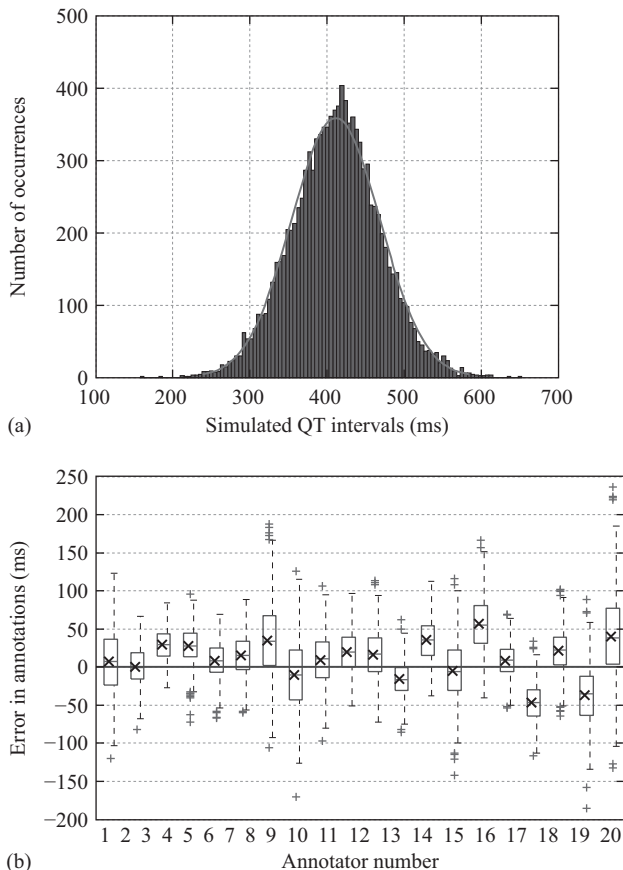 500
400
300
200
100
0
Number of occurrences
100 200 300 400 500 600 700
(a) Simulated QT intervals (ms)
250
200
150
100
50
0
−50
−100
−150
−200
Error in annotations (ms)
1 2 3 4 5 6 7 8 9 10 11 12 13 14 15 16 17 18 19 20
(b) Annotator number